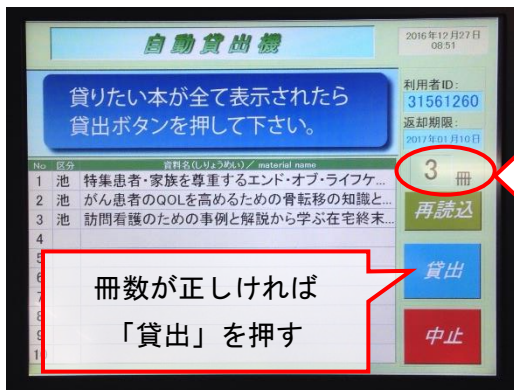 自動貸出機
2016年12月27日
08:51
貸りたい本が全て表示されたら
貸出ボタンを押して下さい。
利用者ID:
31561260
返却期限:
2017年01月10日
3 冊
No 区分 資料名(しりょうめい)／ material name
1 池 特集患者・家族を尊重するエンド・オブ・ライフケ...
2 池 がん患者のQOLを高めるための骨転移の知識と...
3 池 訪問看護のための事例と解説から学ぶ在宅終末...
4
再読込
貸出
中止
冊数が正しければ
「貸出」を押す